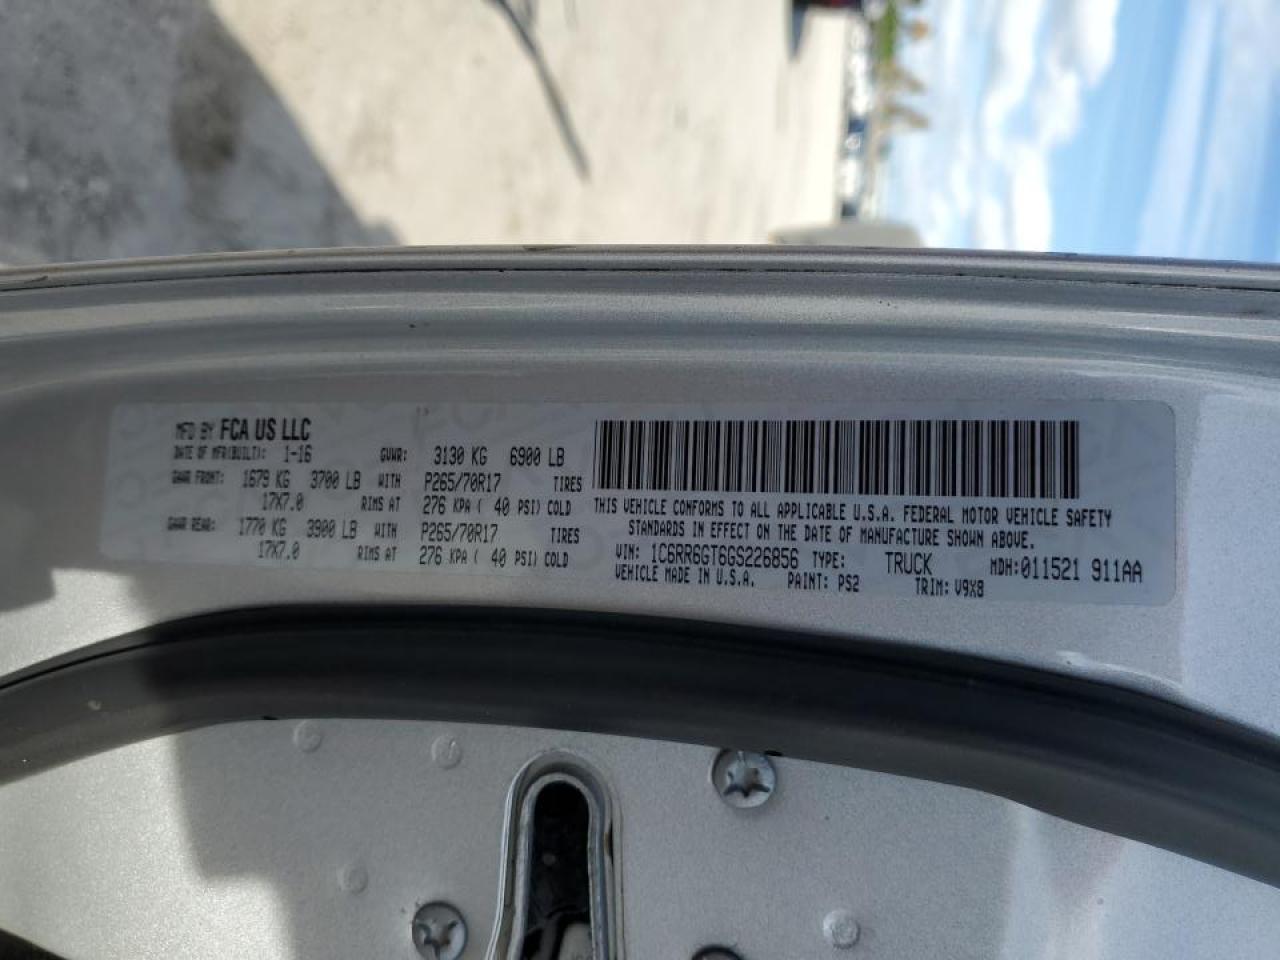 MFD BY FCA US LLC
DATE OF MFR(BUILT): 1-16 GVWR: 3130 KG 6900 LB
GAWR FRONT: 1679 KG 3700 LB WITH P265/70R17 TIRES
17X7.0 RIMS AT 276 KPA ( 40 PSI) COLD
GAWR REAR: 1770 KG 3900 LB WITH P265/70R17 TIRES
17X7.0 RIMS AT 276 KPA ( 40 PSI) COLD
THIS VEHICLE CONFORMS TO ALL APPLICABLE U.S.A. FEDERAL MOTOR VEHICLE SAFETY
STANDARDS IN EFFECT ON THE DATE OF MANUFACTURE SHOWN ABOVE.
VIN: 1C6RR6GT6GS226856 TYPE: TRUCK MDH:011521 911AA
VEHICLE MADE IN U.S.A. PAINT: PS2 TRIM: V9X8